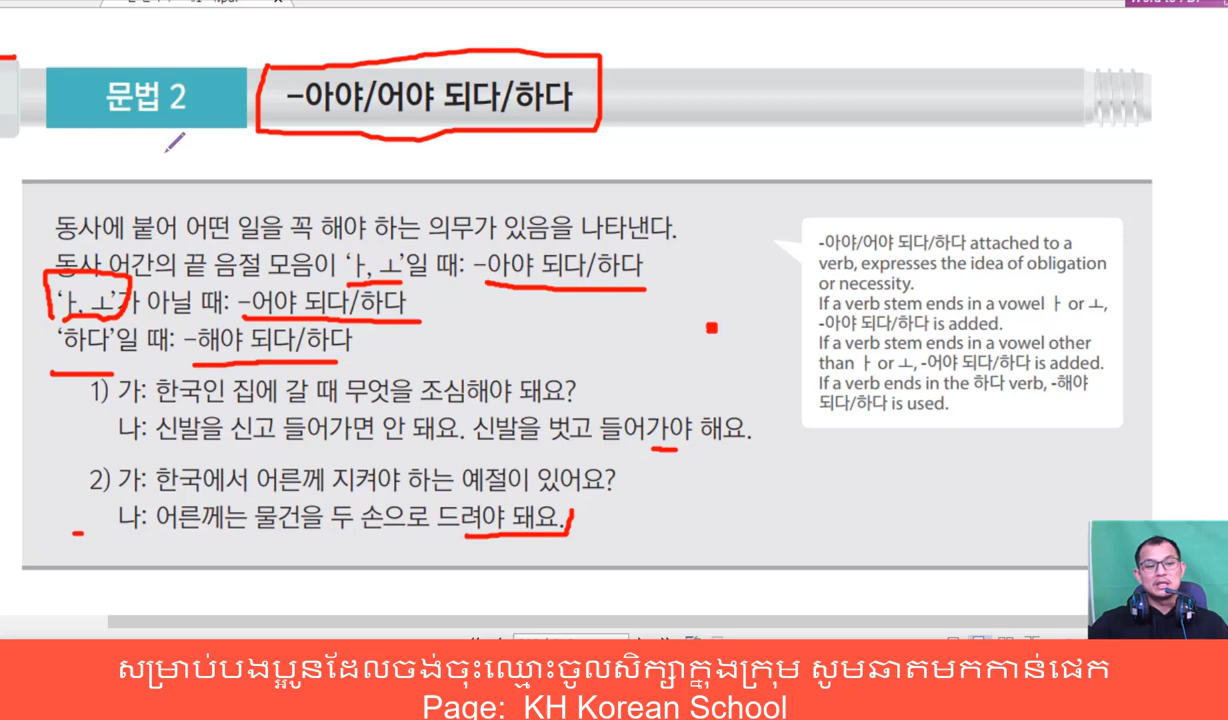 문법 2
-아야/어야 되다/하다
동사에 붙어 어떤 일을 꼭 해야 하는 의무가 있음을 나타낸다.
동사 어간의 끝 음절 모음이 ‘ㅏ, ㅗ’일 때: -아야 되다/하다
‘ㅏ, ㅗ’가 아닐 때: -어야 되다/하다
‘하다’일 때: -해야 되다/하다
1) 가: 한국인 집에 갈 때 무엇을 조심해야 돼요?
나: 신발을 신고 들어가면 안 돼요. 신발을 벗고 들어가야 해요.
2) 가: 한국에서 어른께 지켜야 하는 예절이 있어요?
나: 어른께는 물건을 두 손으로 드려야 돼요.
-아야/어야 되다/하다 attached to a
verb, expresses the idea of obligation
or necessity.
If a verb stem ends in a vowel ㅏ or ㅗ,
-아야 되다/하다 is added.
If a verb stem ends in a vowel other
than ㅏ or ㅗ, -어야 되다/하다 is added.
If a verb ends in the 하다 verb, -해야
되다/하다 is used.
សម្រាប់បងប្អូនដែលចង់ចុះឈ្មោះចូលសិក្សាក្នុងក្រុម សូមឆាតមកកាន់ផេក
Page: KH Korean School